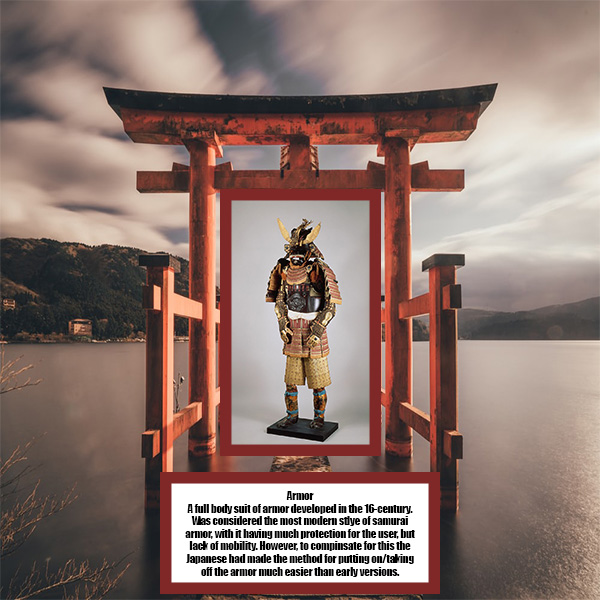 Armor
A full body suit of armor developed in the 16-century.
Was considered the most modern stlye of samurai
armor, with it having much protection for the user, but
lack of mobility. However, to compinsate for this the
Japanese had made the method for putting on/taking
off the armor much easier than early versions.